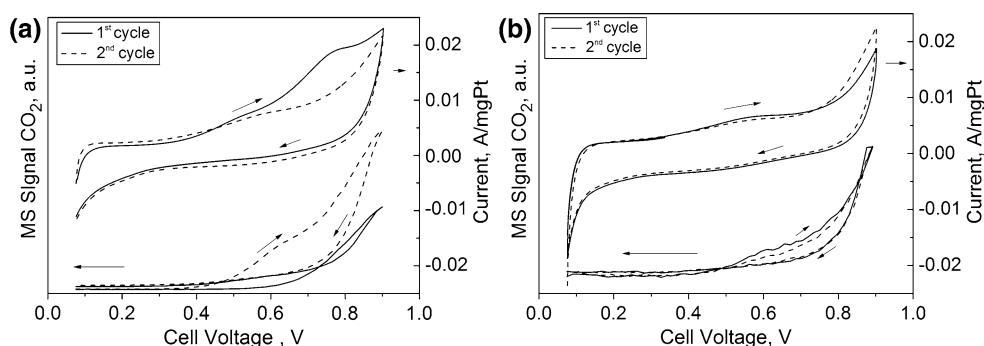 (a)
1st cycle
2nd cycle
MS SIgnal CO2, a.u.
0.02
0.01
0.00
-0.01
-0.02
Current, A/mgPt
0.0 0.2 0.4 0.6 0.8 1.0
Cell Voltage , V
(b)
1st cycle
2nd cycle
MS SIgnal CO2, a.u.
0.02
0.01
0.00
-0.01
-0.02
Current, A/mgPt
0.0 0.2 0.4 0.6 0.8 1.0
Cell Voltage, V